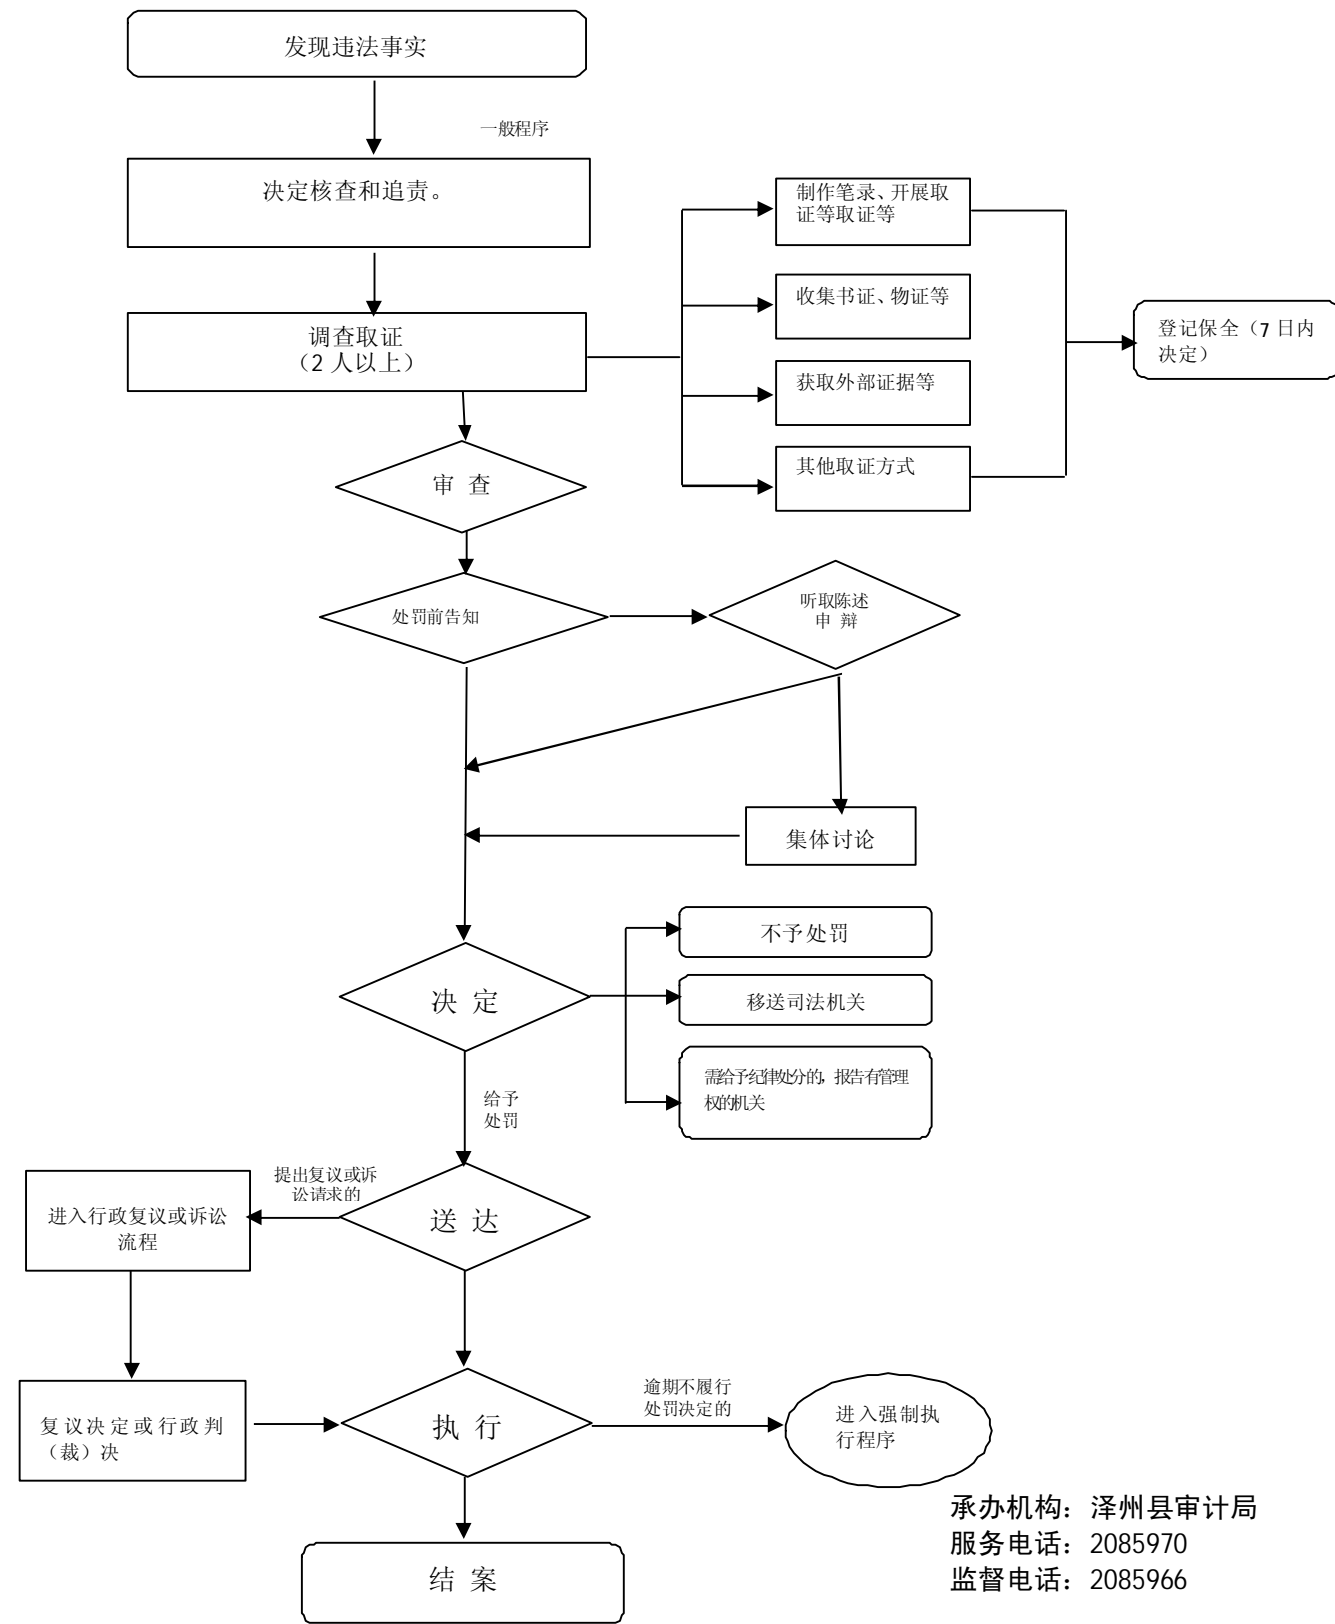 发现违法事实
一般程序
决定核查和追责。
制作笔录、开展取
证等取证等
收集书证、物证等
登记保全（7 日内
决定）
调查取证
（2 人以上）
获取外部证据等
其他取证方式
审 查
处罚前告知
听取陈述
申 辩
集体讨论
不予处罚
决 定
移送司法机关
需给予纪律处分的，报告有管理
权的机关
给予
处罚
提出复议或诉
讼请求的
进入行政复议或诉讼
流程
送 达
逾期不履行
处罚决定的
复议决定或行政判
（裁）决
执 行
进入强制执
行程序
承办机构：泽州县审计局
服务电话：2085970
监督电话：2085966
结 案